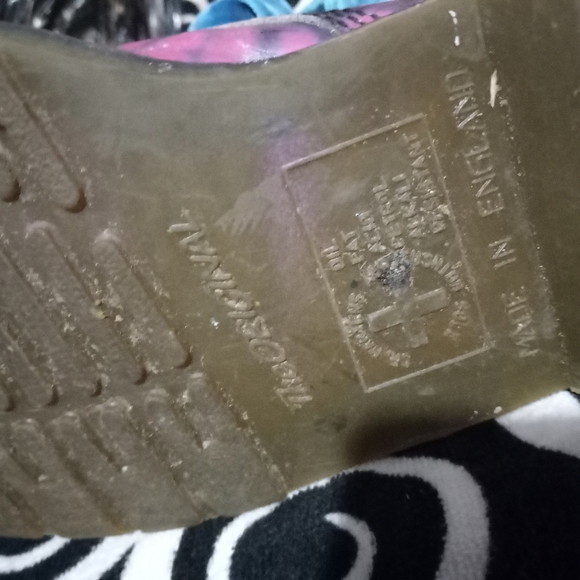 The ORIGINAL
OIL
FAT
ACID
PETROL
ALKALI
RESISTANT
MADE IN ENGLAND